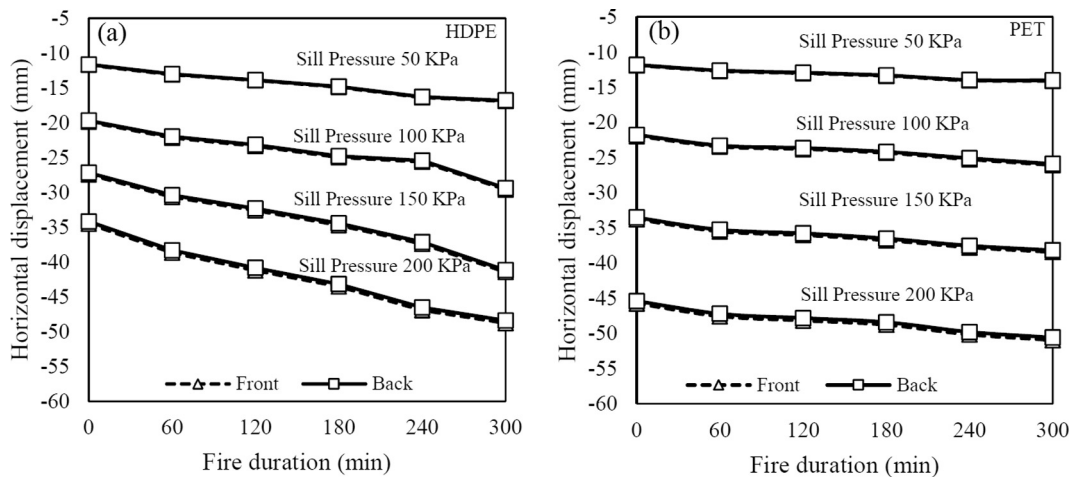 (a)
HDPE
Horizontal displacement (mm)
-5
-10
-15
-20
-25
-30
-35
-40
-45
-50
-55
-60
Sill Pressure 50 KPa
Sill Pressure 100 KPa
Sill Pressure 150 KPa
Sill Pressure 200 KPa
Front
Back
0 60 120 180 240 300
Fire duration (min)
(b)
PET
Horizontal displacement (mm)
-5
-10
-15
-20
-25
-30
-35
-40
-45
-50
-55
-60
Sill Pressure 50 KPa
Sill Pressure 100 KPa
Sill Pressure 150 KPa
Sill Pressure 200 KPa
Front
Back
0 60 120 180 240 300
Fire duration (min)